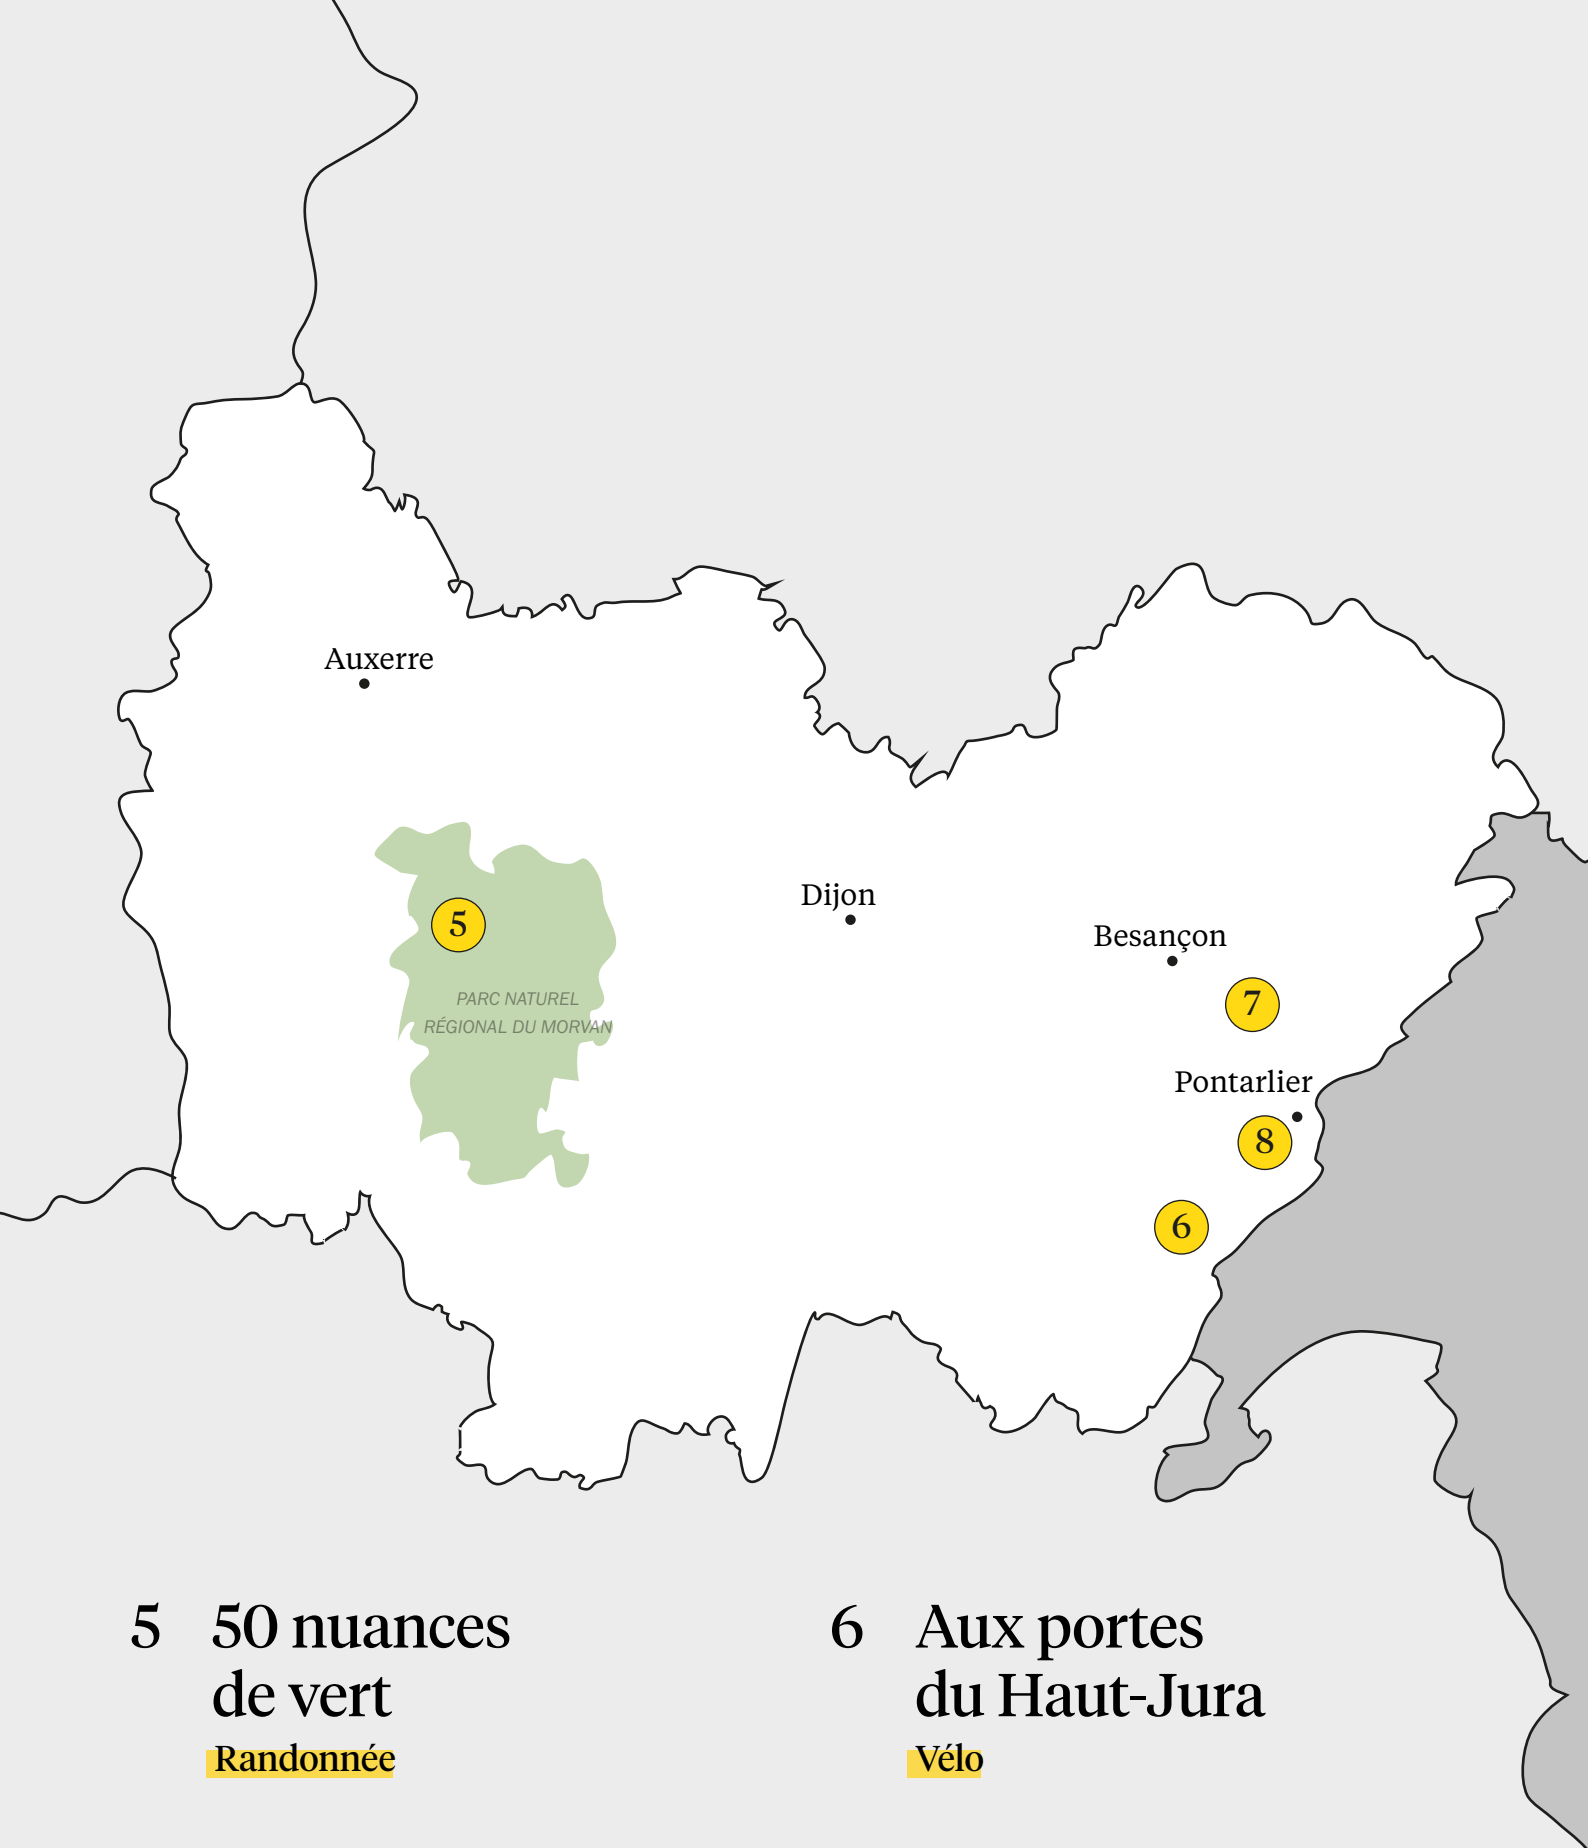 Auxerre
Dijon
Besançon
5
PARC NATUREL
RÉGIONAL DU MORVAN
7
Pontarlier
8
6
5 50 nuances
de vert
Randonnée
6 Aux portes
du Haut-Jura
Vélo